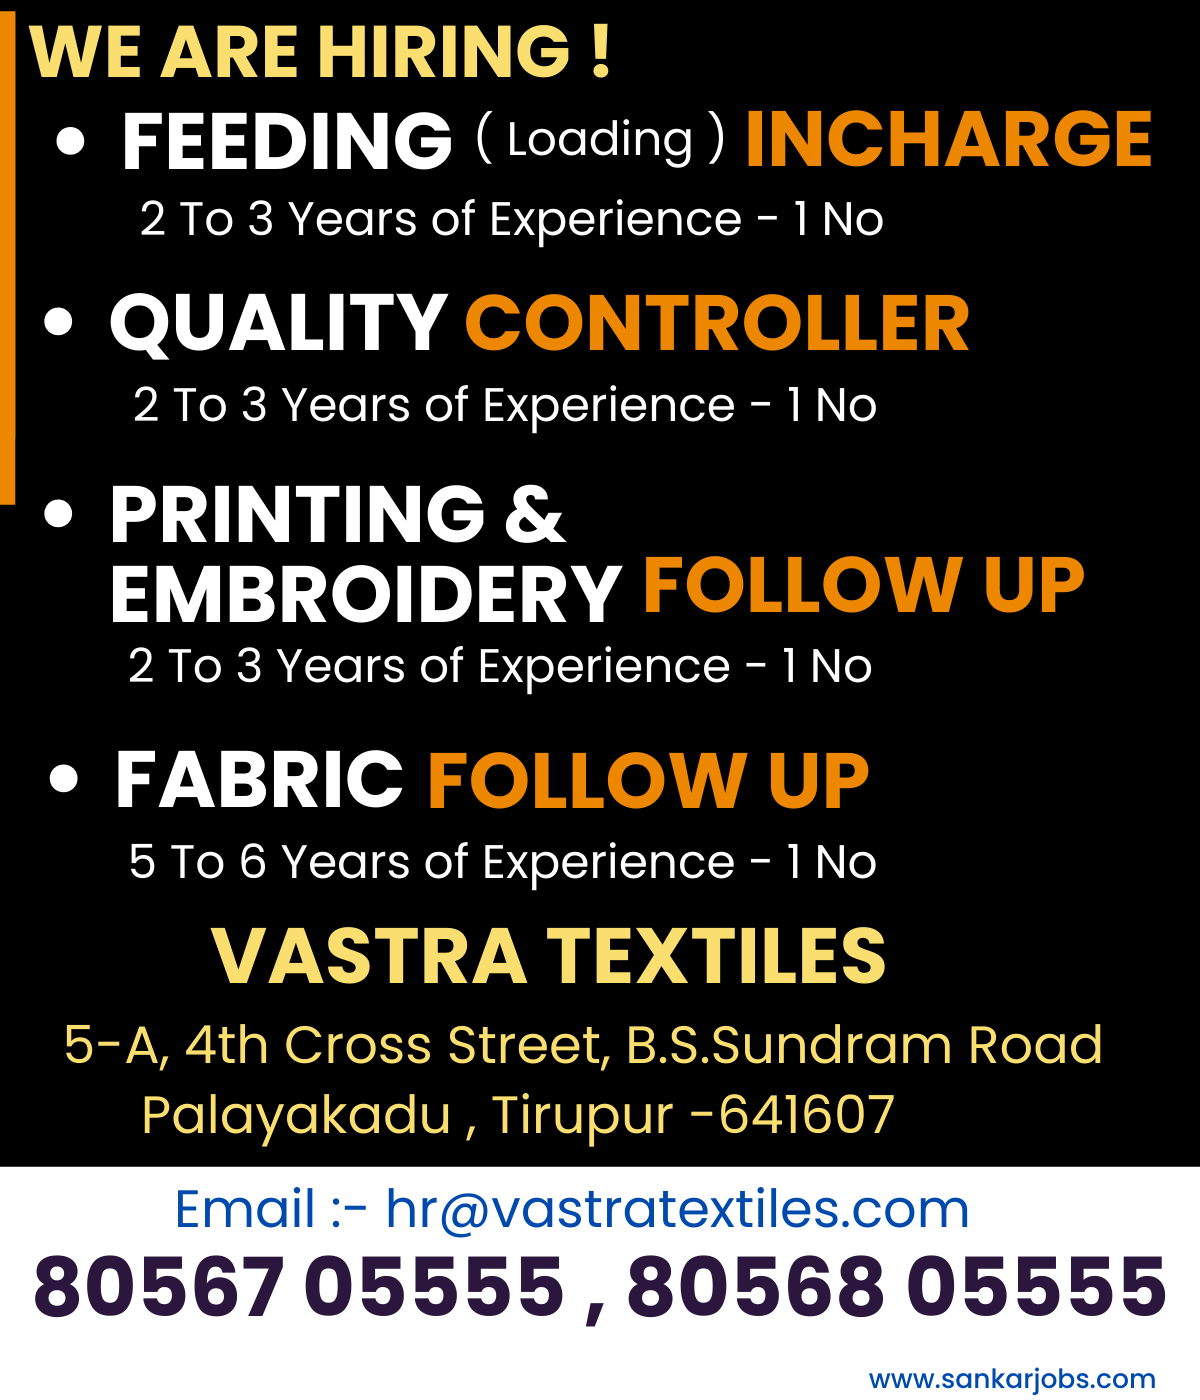 WE ARE HIRING !
• FEEDING ( Loading ) INCHARGE
2 To 3 Years of Experience - 1 No
• QUALITY CONTROLLER
2 To 3 Years of Experience - 1 No
• PRINTING &
EMBROIDERY FOLLOW UP
2 To 3 Years of Experience - 1 No
• FABRIC FOLLOW UP
5 To 6 Years of Experience - 1 No
VASTRA TEXTILES
5-A, 4th Cross Street, B.S.Sundram Road
Palayakadu , Tirupur -641607
Email :- hr@vastratextiles.com
80567 05555 , 80568 05555
www.sankarjobs.com